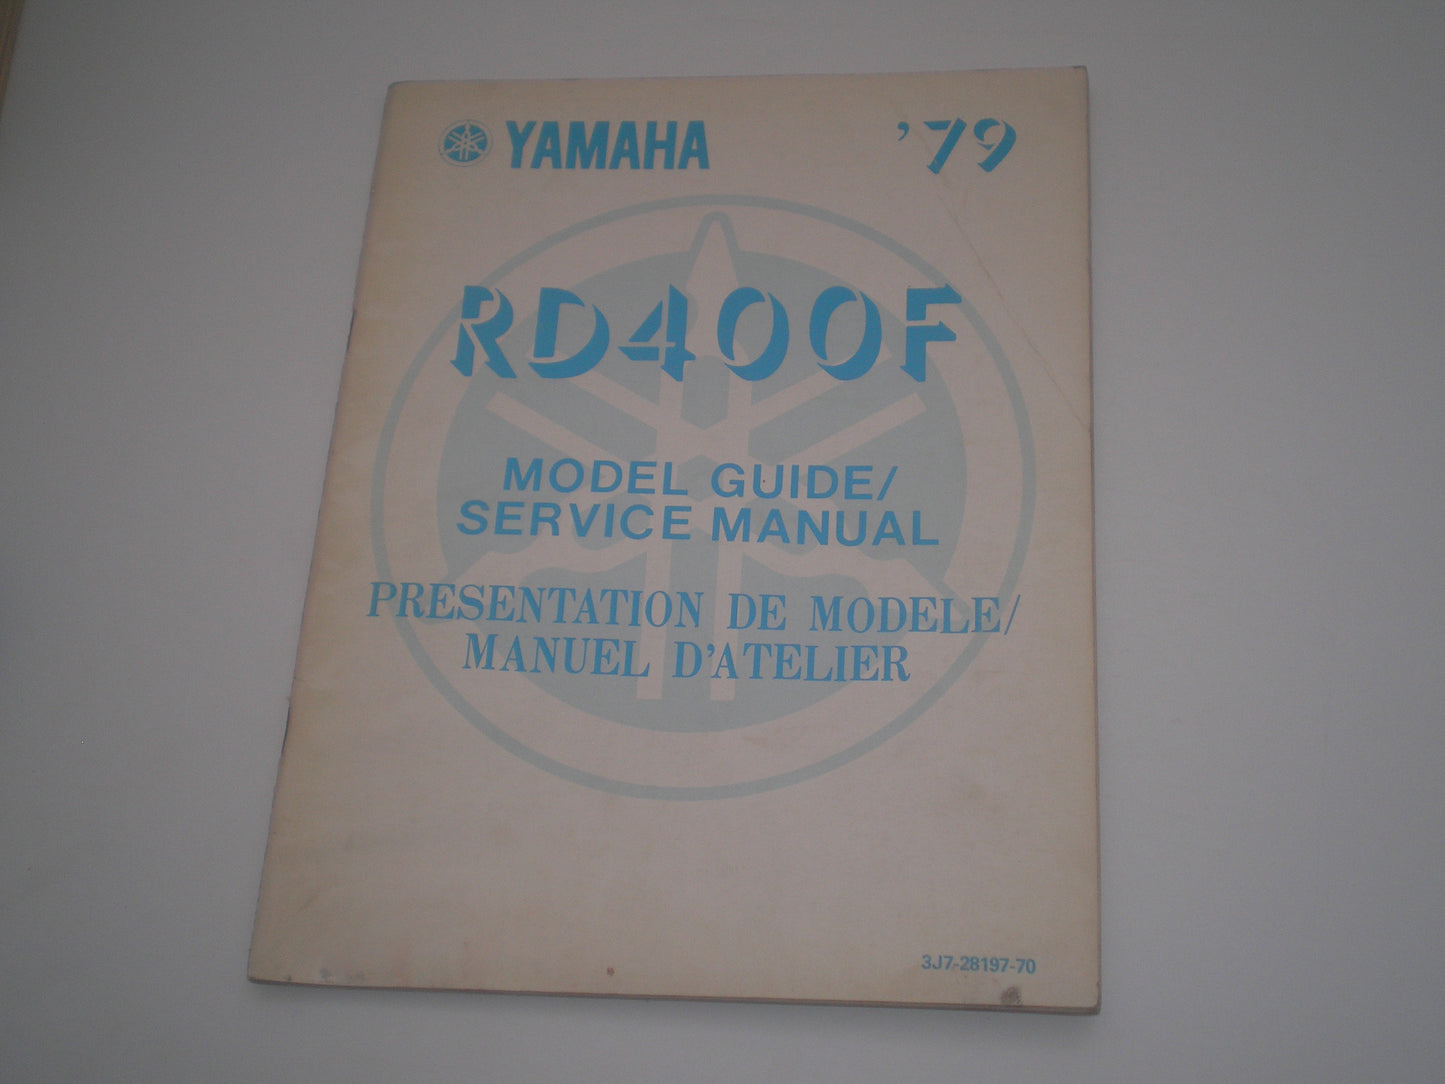 YAMAHA '79
RD400F
MODEL GUIDE/
SERVICE MANUAL
PRESENTATION DE MODELE/
MANUEL D'ATELIER
3J7-28197-70